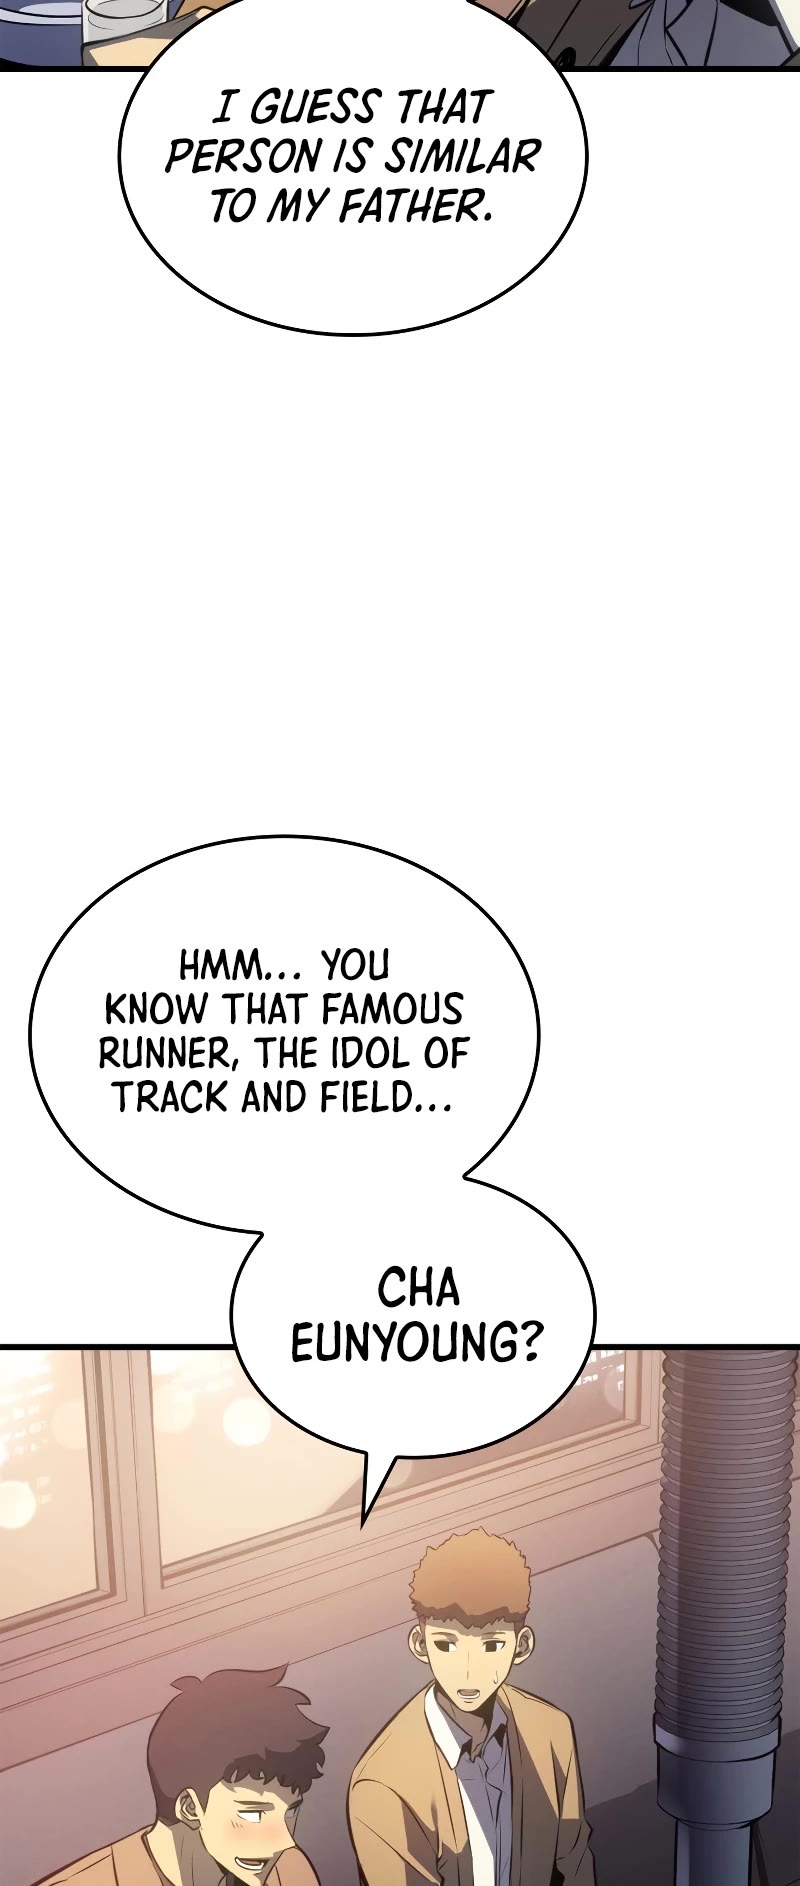 I GUESS THAT
PERSON IS SIMILAR
TO MY FATHER.
HMM... YOU
KNOW THAT FAMOUS
RUNNER, THE IDOL OF
TRACK AND FIELD...
CHA
EUNYOUNG?